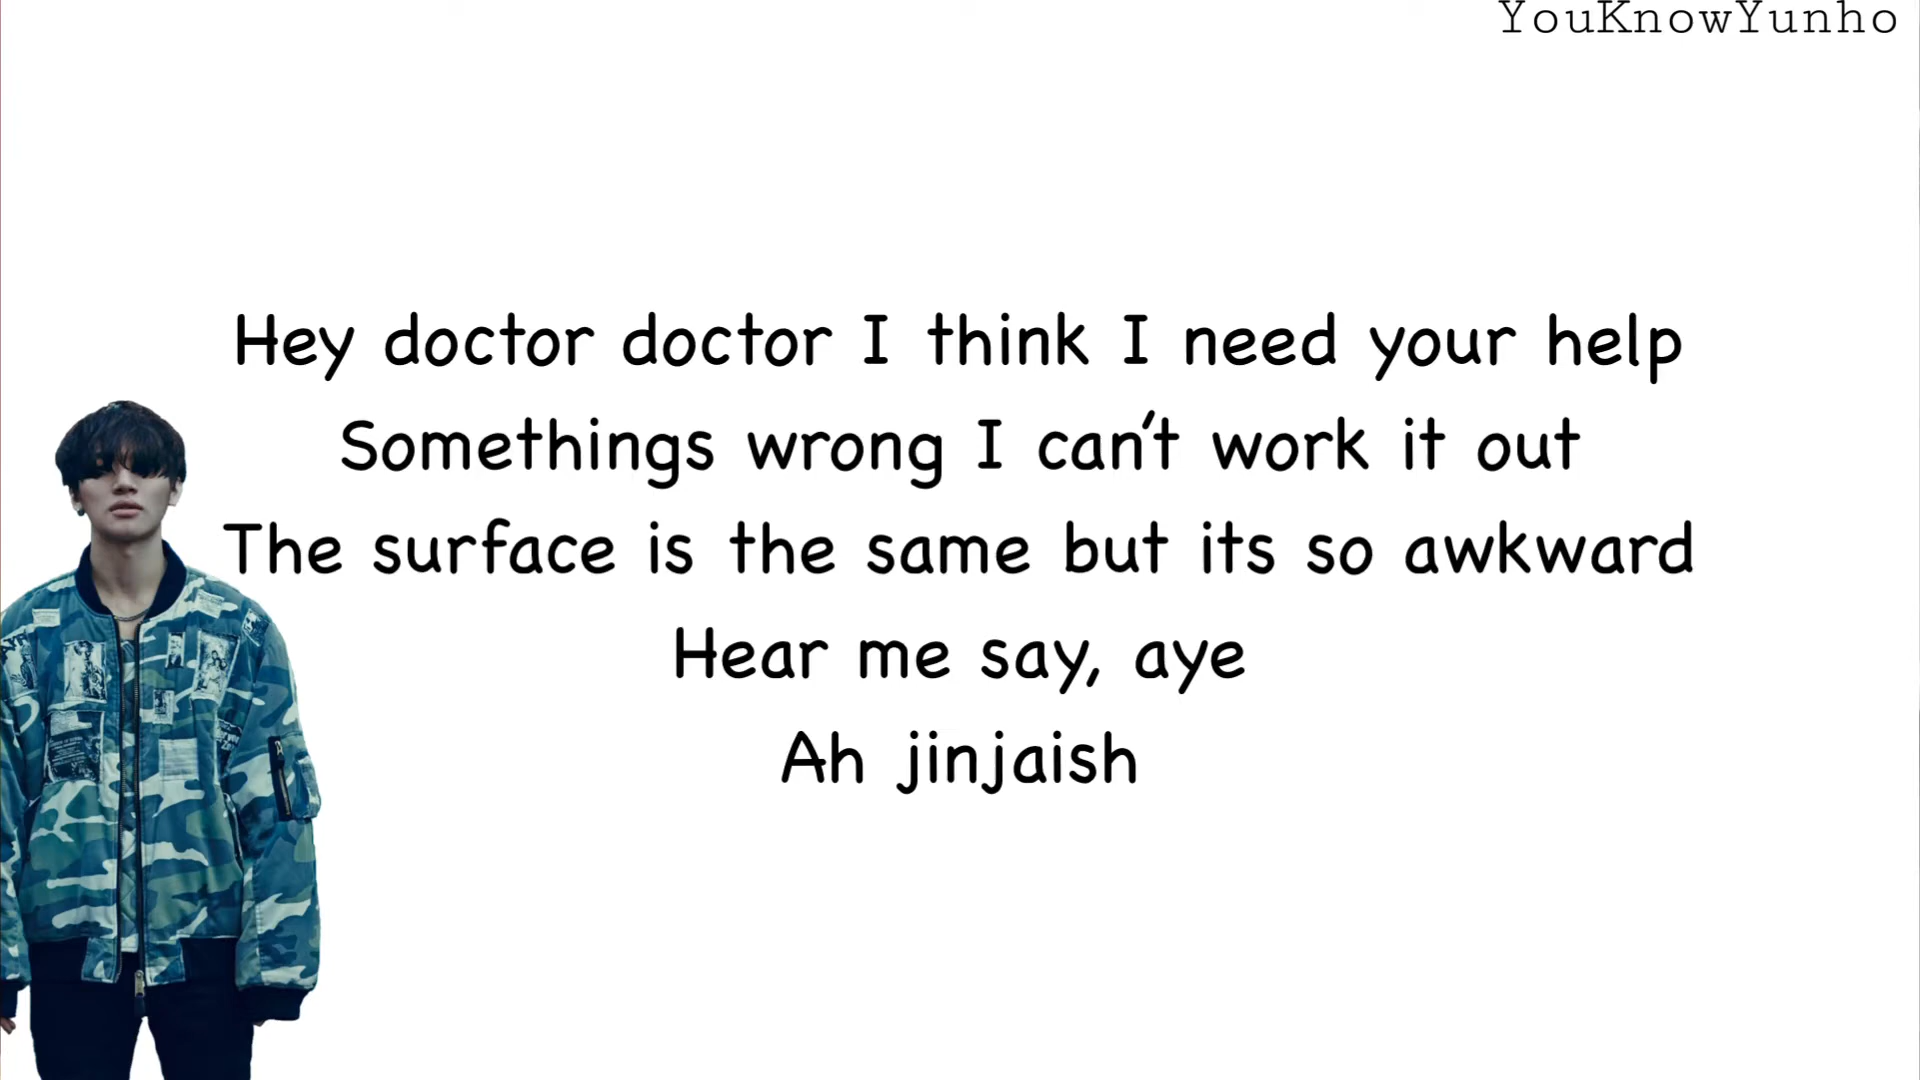 YouKnowYunho
Hey doctor doctor I think I need your help
Somethings wrong I can't work it out
The surface is the same but its so awkward
Hear me say, aye
Ah jinjaish